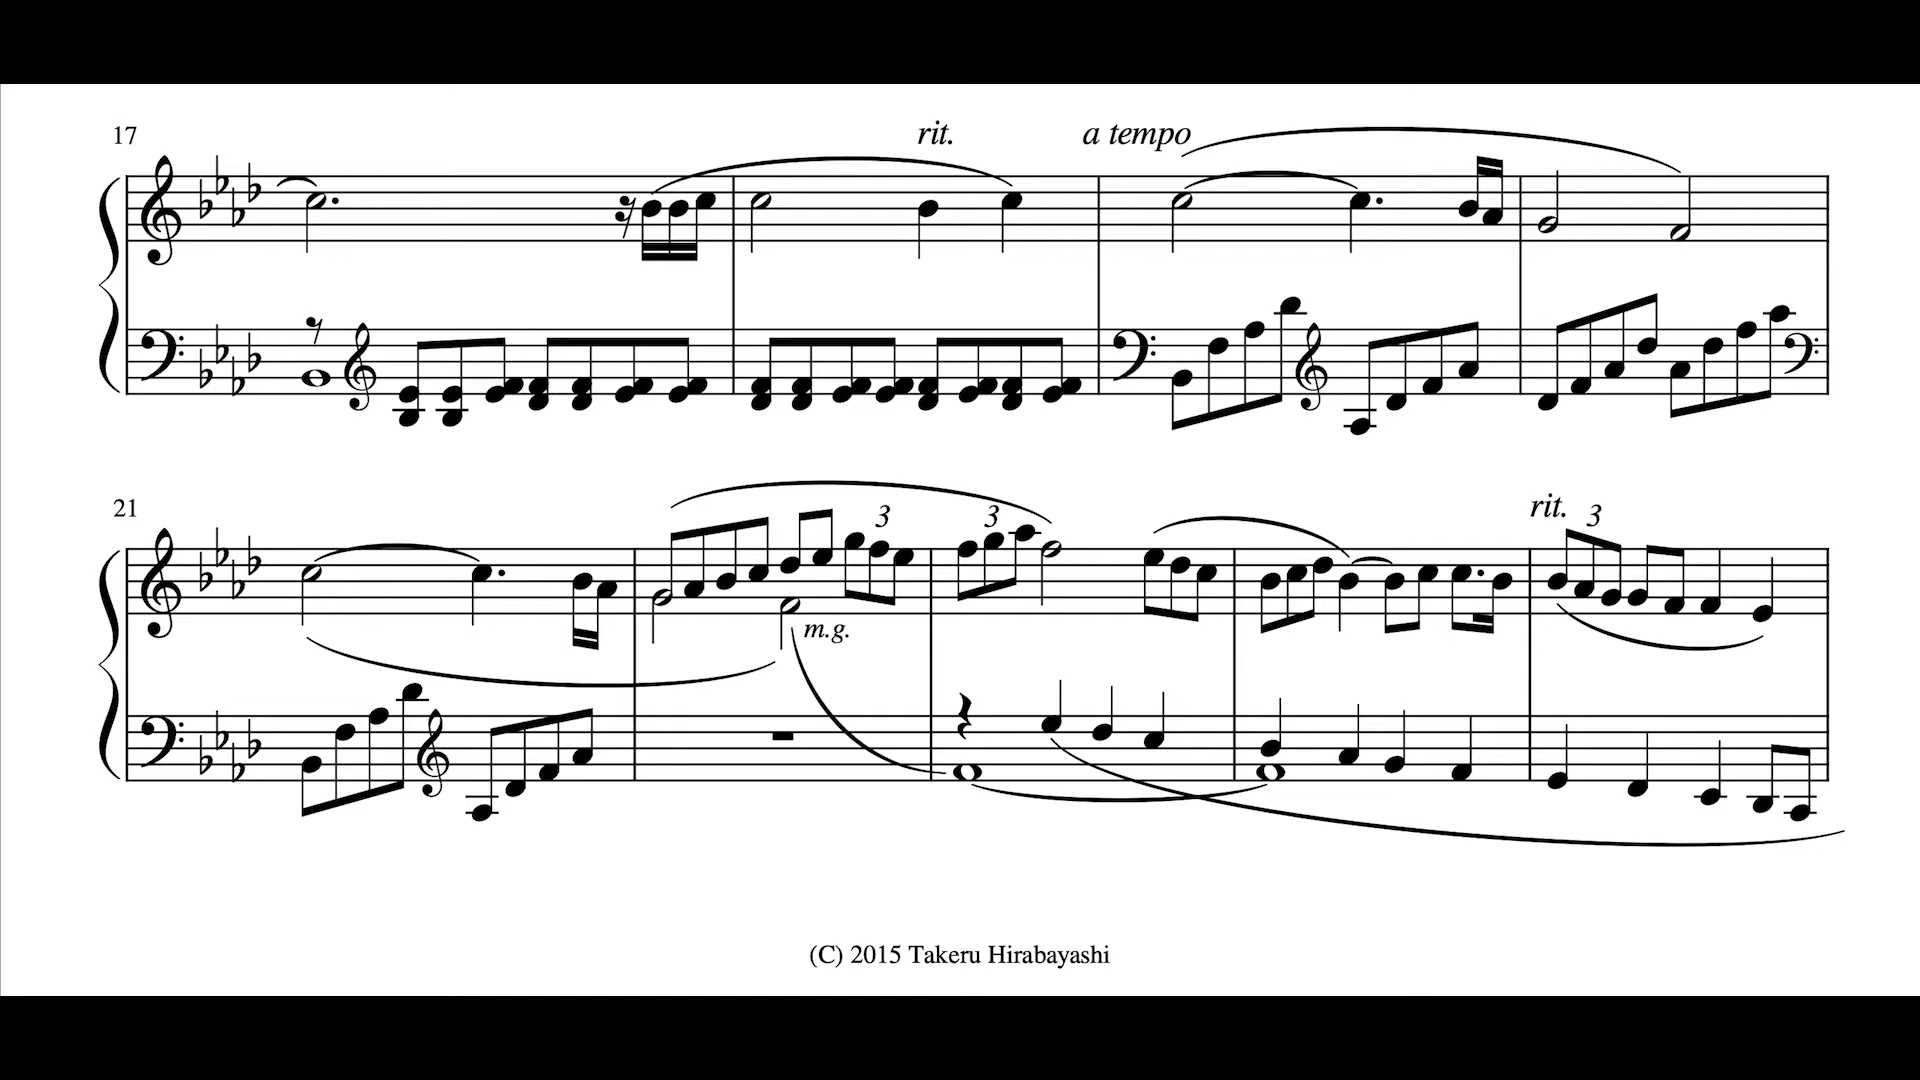 17
rit.
a tempo
21
3
m.g.
3
rit.
3
(C) 2015 Takeru Hirabayashi